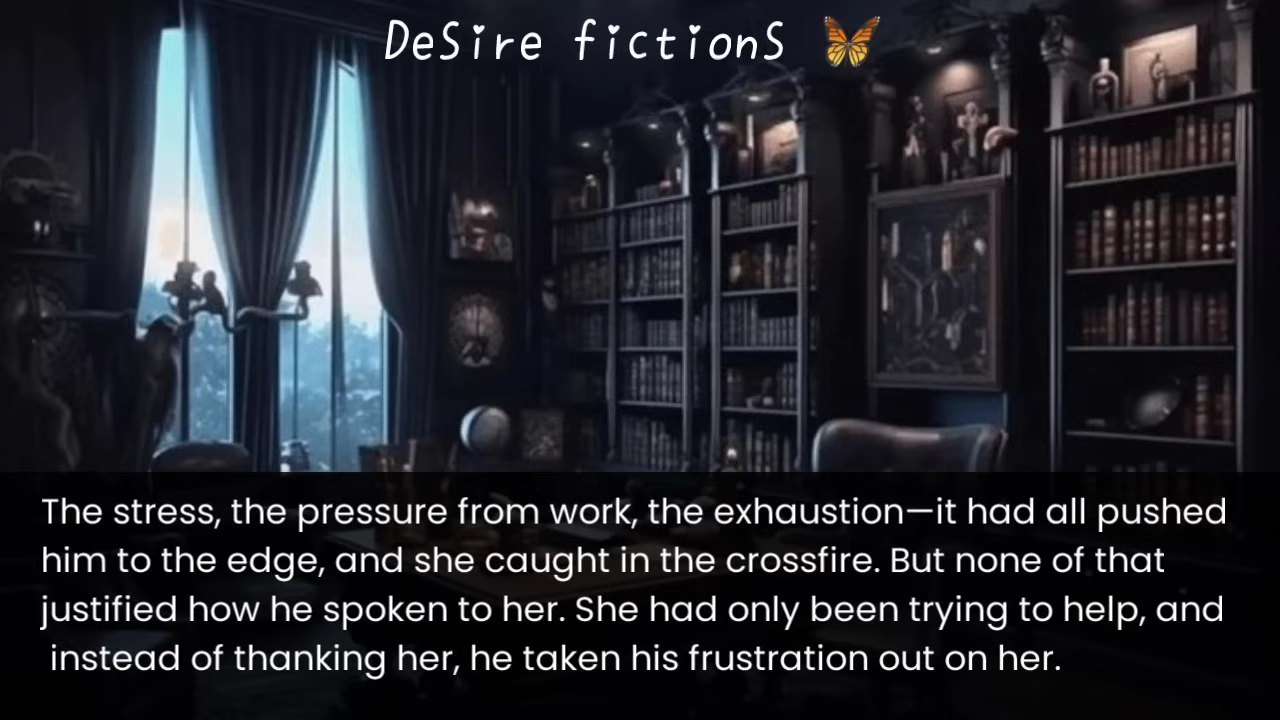 DeSire fictionS 🦋
The stress, the pressure from work, the exhaustion—it had all pushed
him to the edge, and she caught in the crossfire. But none of that
justified how he spoken to her. She had only been trying to help, and
instead of thanking her, he taken his frustration out on her.